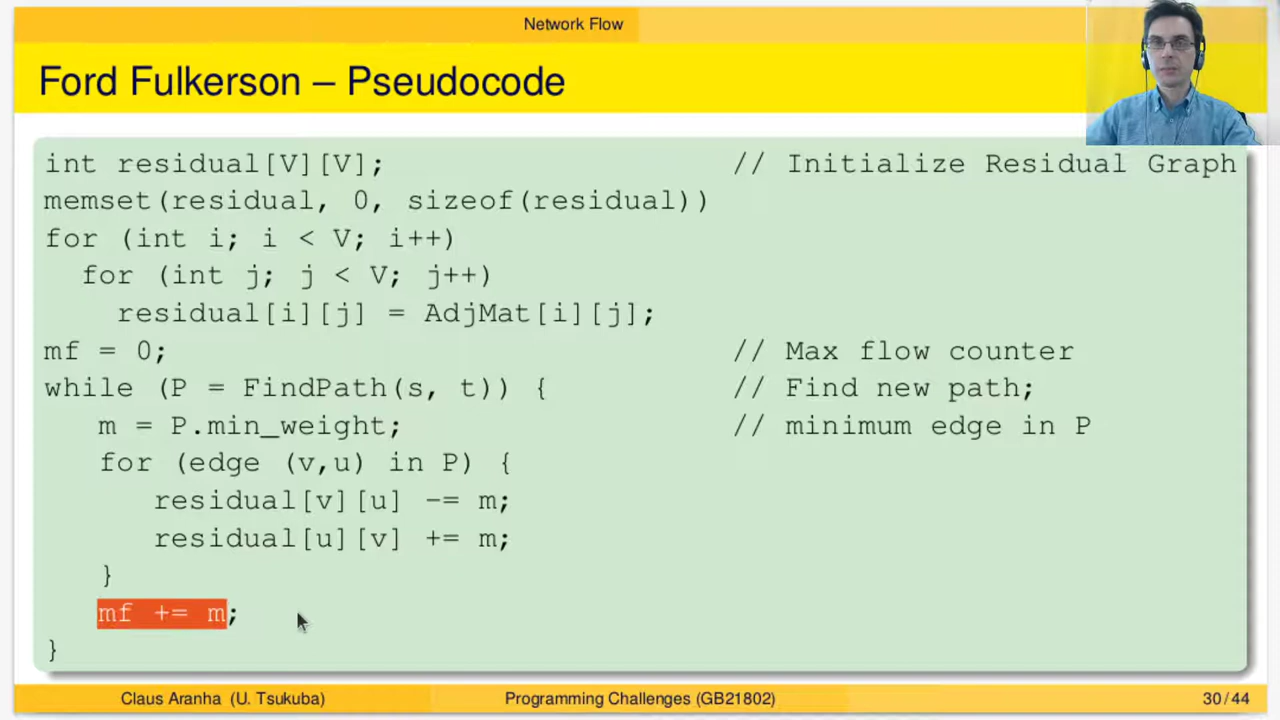 Network Flow
Ford Fulkerson – Pseudocode
int residual[V][V]; // Initialize Residual Graph
memset(residual, 0, sizeof(residual))
for (int i; i < V; i++)
for (int j; j < V; j++)
residual[i][j] = AdjMat[i][j];
mf = 0; // Max flow counter
while (P = FindPath(s, t)) { // Find new path;
m = P.min_weight; // minimum edge in P
for (edge (v,u) in P) {
residual[v][u] -= m;
residual[u][v] += m;
}
mf += m;
}
Claus Aranha (U. Tsukuba) Programming Challenges (GB21802) 30 / 44